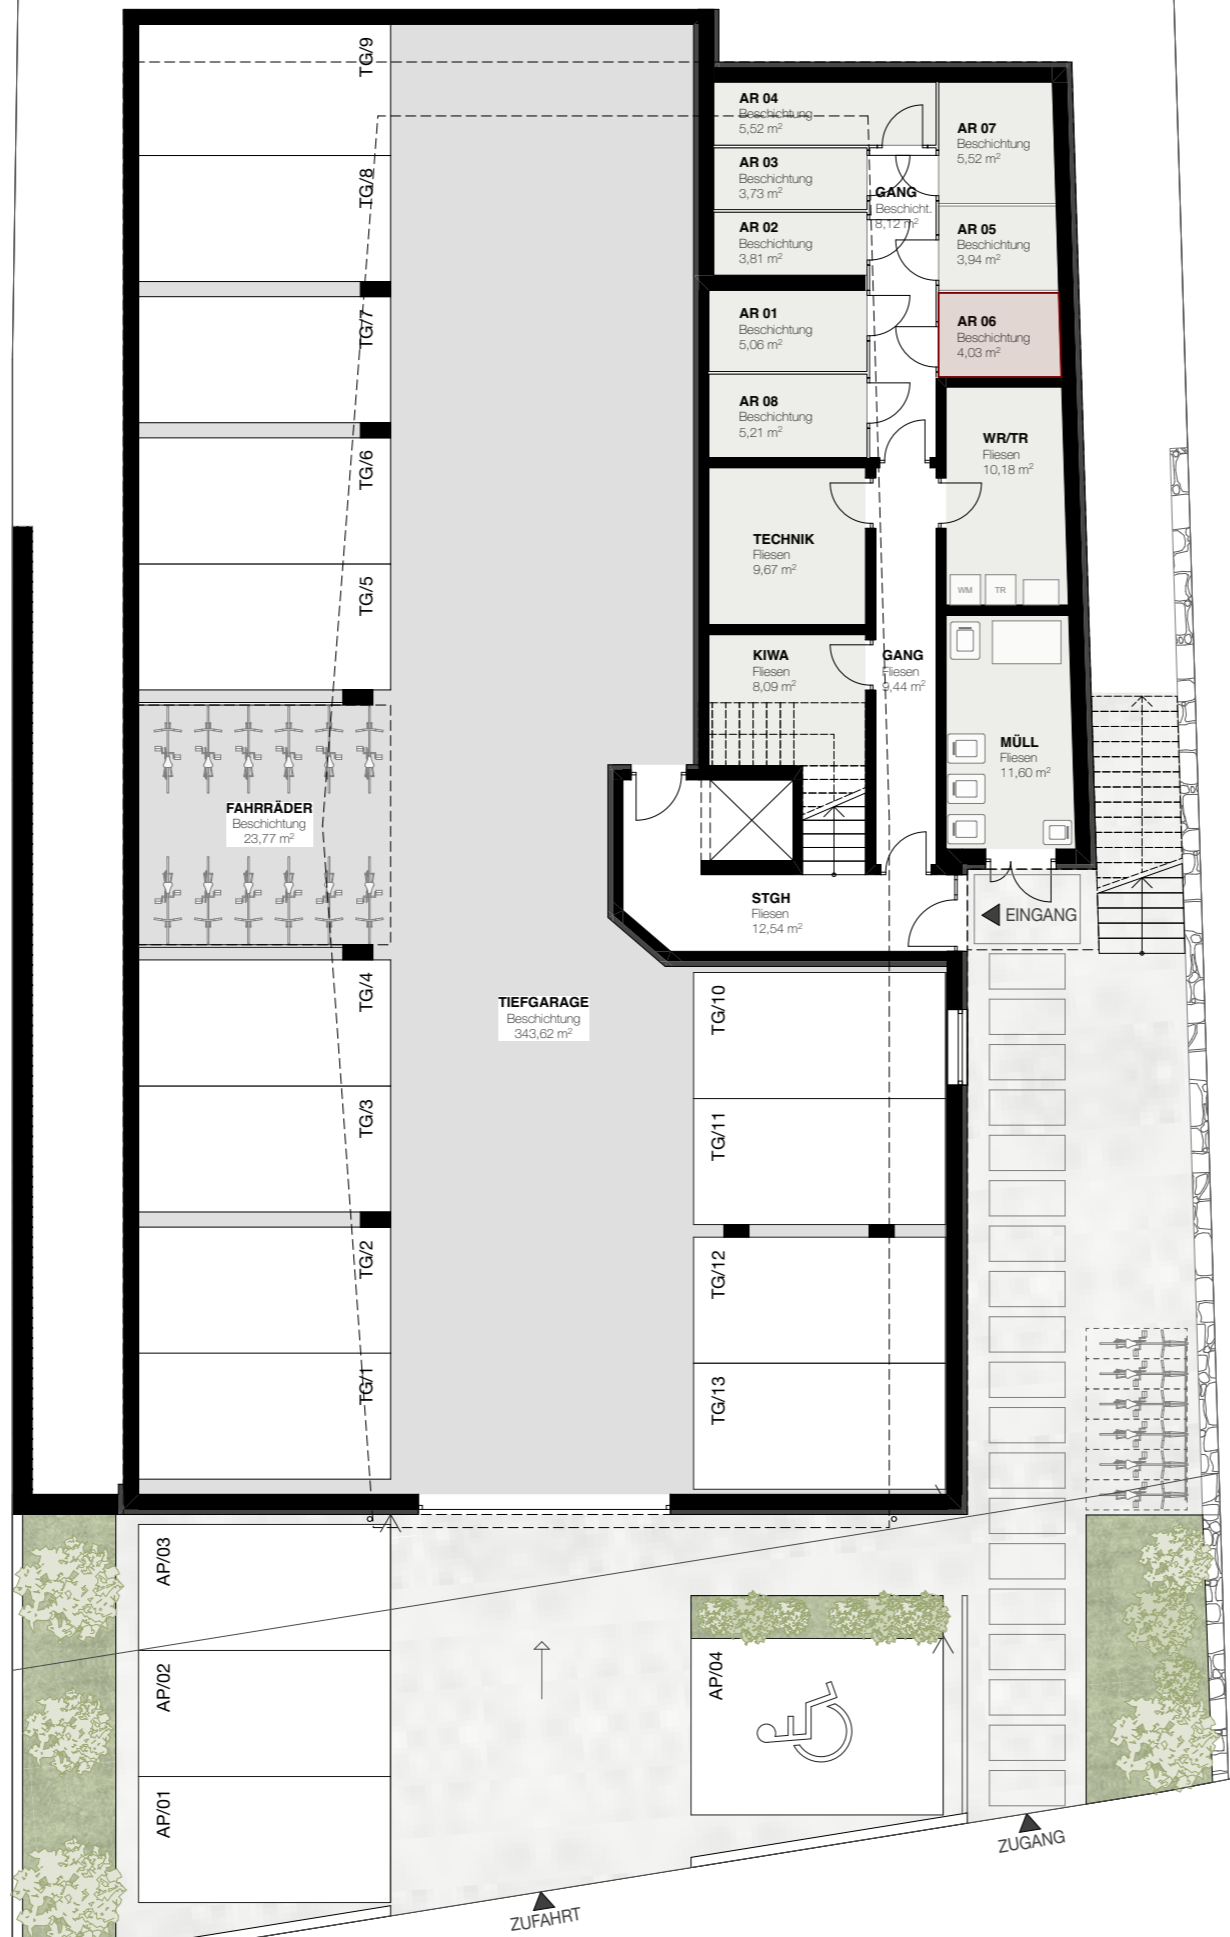 TG/9
TG/8
TG/7
TG/6
TG/5
FAHRRÄDER
Beschichtung
23,77 m²
TG/4
TG/3
TG/2
TG/1
TIEFGARAGE
Beschichtung
343,62 m²
AR 04
Beschichtung
5,52 m²
AR 03
Beschichtung
3,73 m²
AR 02
Beschichtung
3,81 m²
AR 01
Beschichtung
5,06 m²
AR 08
Beschichtung
5,21 m²
GANG
Beschicht.
8,12 m²
AR 07
Beschichtung
5,52 m²
AR 05
Beschichtung
3,94 m²
AR 06
Beschichtung
4,03 m²
WR/TR
Fliesen
10,18 m²
WM
TR
TECHNIK
Fliesen
9,67 m²
KIWA
Fliesen
8,09 m²
GANG
Fliesen
9,44 m²
MÜLL
Fliesen
11,60 m²
STGH
Fliesen
12,54 m²
EINGANG
TG/10
TG/11
TG/12
TG/13
AP/03
AP/02
AP/01
AP/04
ZUFAHRT
ZUGANG